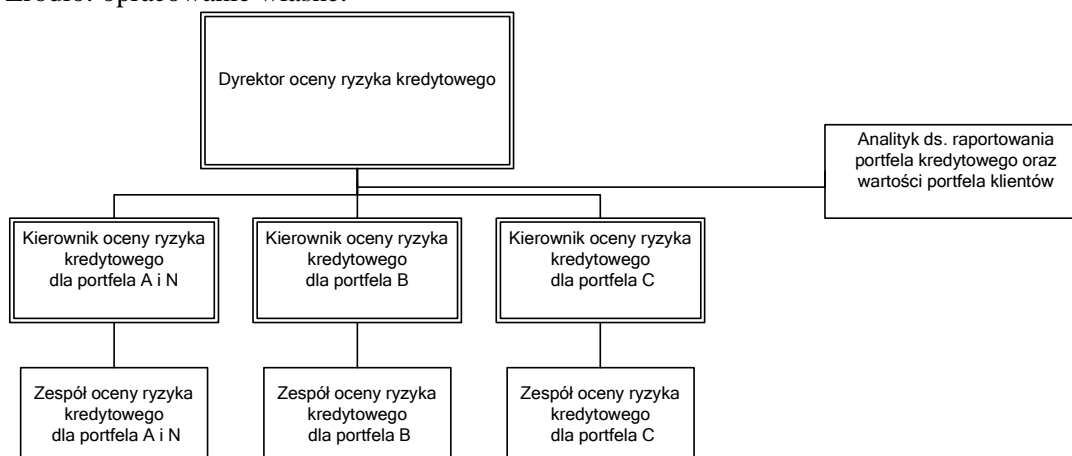 Źródło: opracowanie własne.
Dyrektor oceny ryzyka kredytowego
Analityk ds. raportowania
portfela kredytowego oraz
wartości portfela klientów
Kierownik oceny ryzyka
kredytowego
dla portfela A i N
Kierownik oceny ryzyka
kredytowego
dla portfela B
Kierownik oceny ryzyka
kredytowego
dla portfela C
Zespół oceny ryzyka
kredytowego
dla portfela A i N
Zespół oceny ryzyka
kredytowego
dla portfela B
Zespół oceny ryzyka
kredytowego
dla portfela C